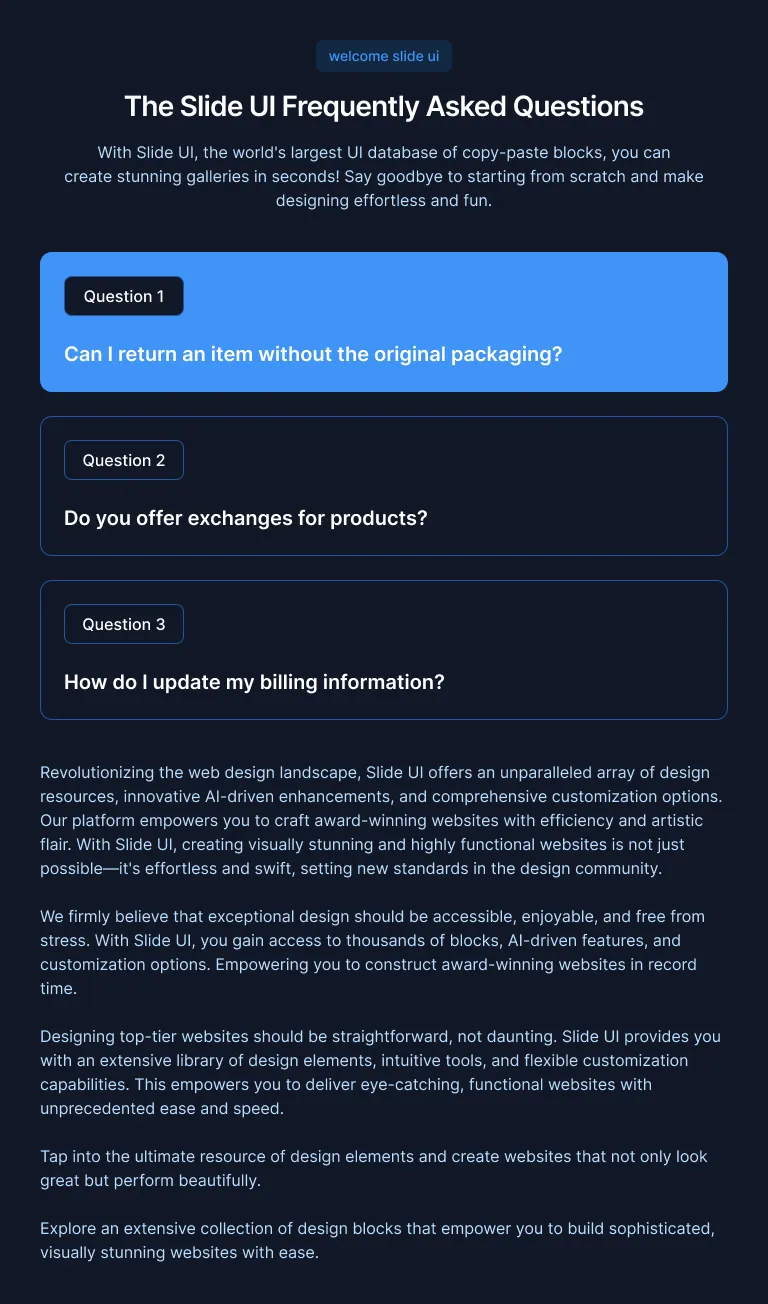 welcome slide ui
The Slide UI Frequently Asked Questions
With Slide UI, the world's largest UI database of copy-paste blocks, you can
create stunning galleries in seconds! Say goodbye to starting from scratch and make
designing effortless and fun.
Question 1
Can I return an item without the original packaging?
Question 2
Do you offer exchanges for products?
Question 3
How do I update my billing information?
Revolutionizing the web design landscape, Slide UI offers an unparalleled array of design
resources, innovative AI-driven enhancements, and comprehensive customization options.
Our platform empowers you to craft award-winning websites with efficiency and artistic
flair. With Slide UI, creating visually stunning and highly functional websites is not just
possible—it's effortless and swift, setting new standards in the design community.
We firmly believe that exceptional design should be accessible, enjoyable, and free from
stress. With Slide UI, you gain access to thousands of blocks, AI-driven features, and
customization options. Empowering you to construct award-winning websites in record
time.
Designing top-tier websites should be straightforward, not daunting. Slide UI provides you
with an extensive library of design elements, intuitive tools, and flexible customization
capabilities. This empowers you to deliver eye-catching, functional websites with
unprecedented ease and speed.
Tap into the ultimate resource of design elements and create websites that not only look
great but perform beautifully.
Explore an extensive collection of design blocks that empower you to build sophisticated,
visually stunning websites with ease.